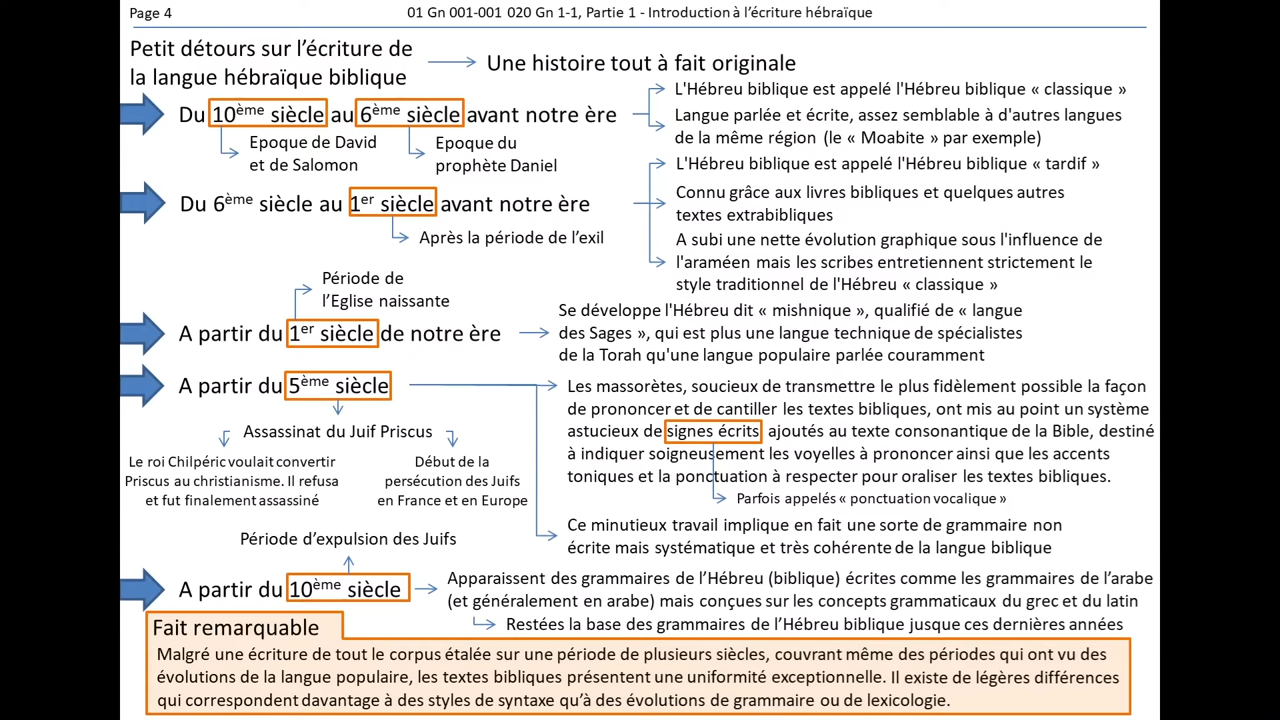 Page 4
01 Gn 001-001 020 Gn 1-1, Partie 1 - Introduction à l'écriture hébraïque
Petit détours sur l'écriture de
la langue hébraïque biblique
Une histoire tout à fait originale
Du 10ème siècle au 6ème siècle avant notre ère
L'Hébreu biblique est appelé l'Hébreu biblique « classique »
Langue parlée et écrite, assez semblable à d'autres langues
de la même région (le « Moabite » par exemple)
Epoque de David
et de Salomon
Epoque du
prophète Daniel
Du 6ème siècle au 1er siècle avant notre ère
L'Hébreu biblique est appelé l'Hébreu biblique « tardif »
Connu grâce aux livres bibliques et quelques autres
textes extrabibliques
A subi une nette évolution graphique sous l'influence de
l'araméen mais les scribes entretiennent strictement le
style traditionnel de l'Hébreu « classique »
Après la période de l'exil
Période de
l'Eglise naissante
A partir du 1er siècle de notre ère
Se développe l'Hébreu dit « mishnique », qualifié de « langue
des Sages », qui est plus une langue technique de spécialistes
de la Torah qu'une langue populaire parlée couramment
A partir du 5ème siècle
Les massorètes, soucieux de transmettre le plus fidèlement possible la façon
de prononcer et de cantiller les textes bibliques, ont mis au point un système
astucieux de signes écrits ajoutés au texte consonantique de la Bible, destiné
à indiquer soigneusement les voyelles à prononcer ainsi que les accents
toniques et la ponctuation à respecter pour oraliser les textes bibliques.
Parfois appelés « ponctuation vocalique »
Ce minutieux travail implique en fait une sorte de grammaire non
écrite mais systématique et très cohérente de la langue biblique
Assassinat du Juif Priscus
Le roi Chilpéric voulait convertir
Priscus au christianisme. Il refusa
et fut finalement assassiné
Début de la
persécution des Juifs
en France et en Europe
Période d'expulsion des Juifs
A partir du 10ème siècle
Apparaissent des grammaires de l'Hébreu (biblique) écrites comme les grammaires de l'arabe
(et généralement en arabe) mais conçues sur les concepts grammaticaux du grec et du latin
Restées la base des grammaires de l'Hébreu biblique jusque ces dernières années
Fait remarquable
Malgré une écriture de tout le corpus étalée sur une période de plusieurs siècles, couvrant même des périodes qui ont vu des
évolutions de la langue populaire, les textes bibliques présentent une uniformité exceptionnelle. Il existe de légères différences
qui correspondent davantage à des styles de syntaxe qu'à des évolutions de grammaire ou de lexicologie.